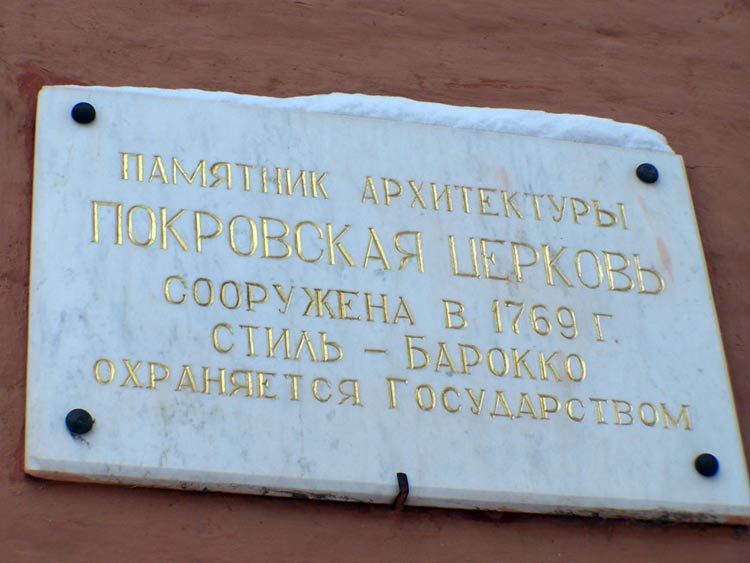 ПАМЯТНИК АРХИТЕКТУРЫ
ПОКРОВСКАЯ ЦЕРКОВЬ
СООРУЖЕНА В 1769 Г.
СТИЛЬ – БАРОККО
ОХРАНЯЕТСЯ ГОСУДАРСТВОМ